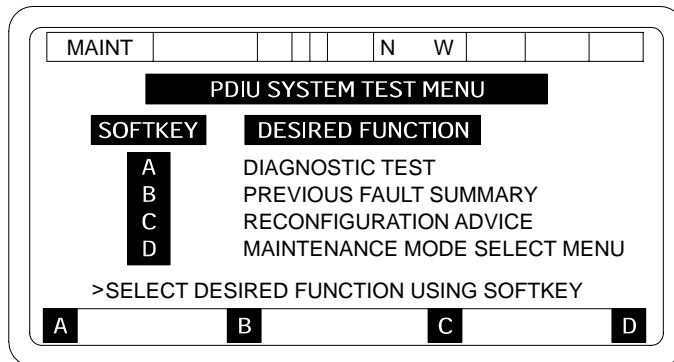 MAINT N W
PDIU SYSTEM TEST MENU
SOFTKEY DESIRED FUNCTION
A DIAGNOSTIC TEST
B PREVIOUS FAULT SUMMARY
C RECONFIGURATION ADVICE
D MAINTENANCE MODE SELECT MENU
>SELECT DESIRED FUNCTION USING SOFTKEY
A B C D